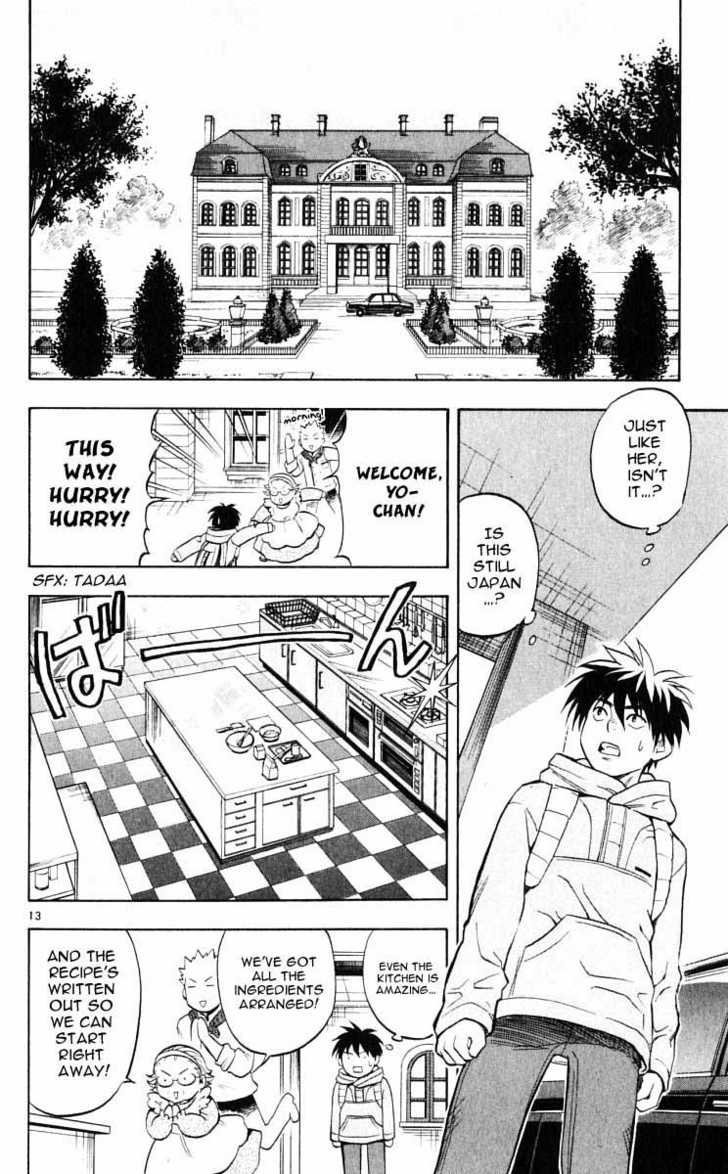 JUST
LIKE
HER,
ISN'T
IT...?
IS
THIS
STILL
JAPAN
...?
morning!
WELCOME,
YO-
CHAN!
THIS
WAY!
HURRY!
HURRY!
SFX: TADAA
ばーん
EVEN THE
KITCHEN IS
AMAZING...
WE'VE GOT
ALL THE
INGREDIENTS
ARRANGED!
AND THE
RECIPE'S
WRITTEN
OUT SO
WE CAN
START
RIGHT
AWAY!
13